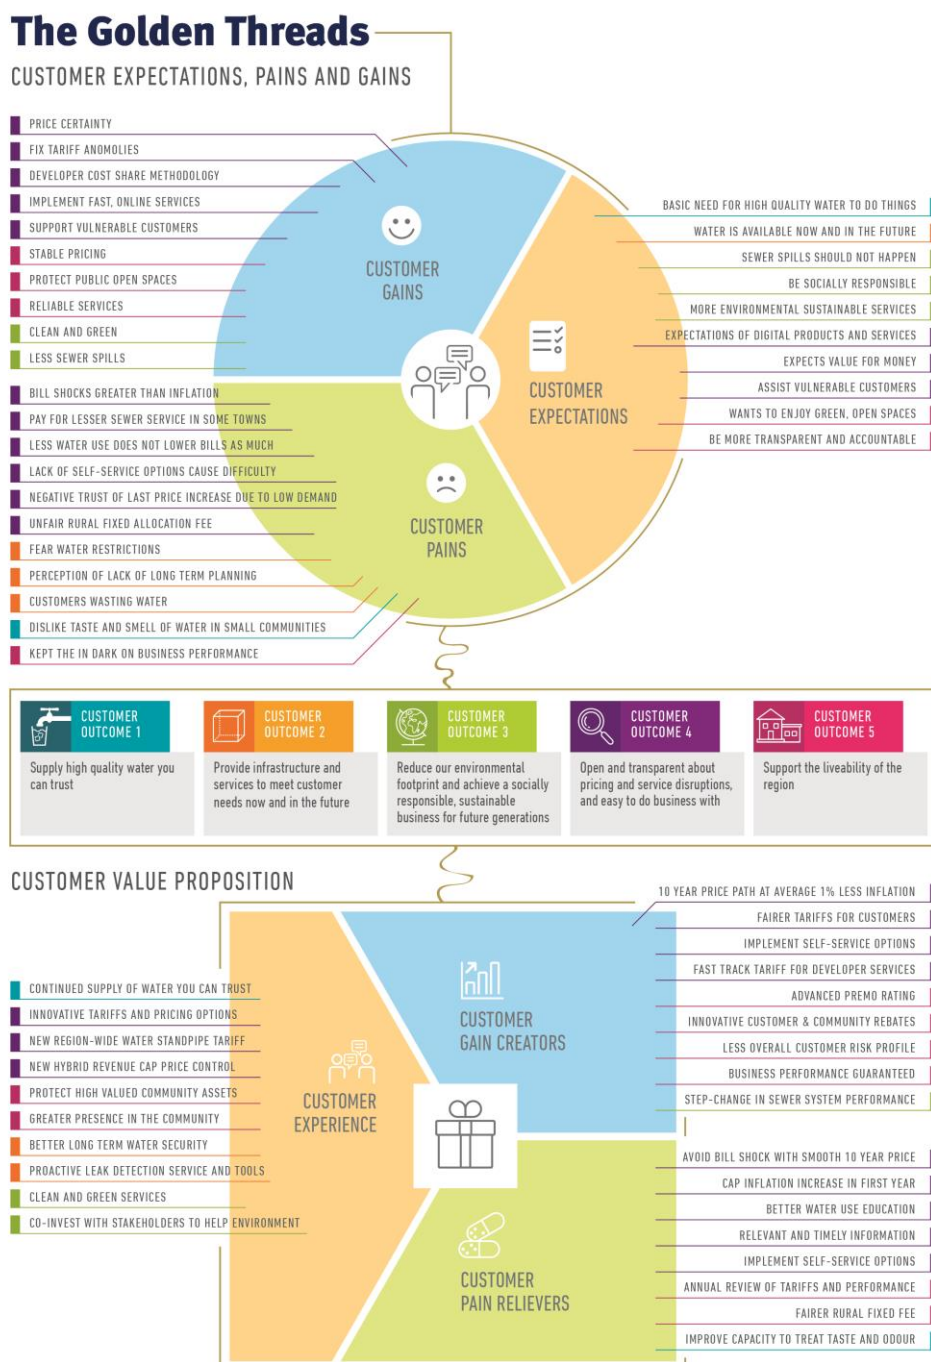 The Golden Threads
CUSTOMER EXPECTATIONS, PAINS AND GAINS
PRICE CERTAINTY
FIX TARIFF ANOMOLIES
DEVELOPER COST SHARE METHODOLOGY
IMPLEMENT FAST, ONLINE SERVICES
SUPPORT VULNERABLE CUSTOMERS
STABLE PRICING
PROTECT PUBLIC OPEN SPACES
RELIABLE SERVICES
CLEAN AND GREEN
LESS SEWER SPILLS
CUSTOMER
GAINS
BASIC NEED FOR HIGH QUALITY WATER TO DO THINGS
WATER IS AVAILABLE NOW AND IN THE FUTURE
SEWER SPILLS SHOULD NOT HAPPEN
BE SOCIALLY RESPONSIBLE
MORE ENVIRONMENTAL SUSTAINABLE SERVICES
EXPECTATIONS OF DIGITAL PRODUCTS AND SERVICES
EXPECTS VALUE FOR MONEY
ASSIST VULNERABLE CUSTOMERS
WANTS TO ENJOY GREEN, OPEN SPACES
BE MORE TRANSPARENT AND ACCOUNTABLE
CUSTOMER
EXPECTATIONS
BILL SHOCKS GREATER THAN INFLATION
PAY FOR LESSER SEWER SERVICE IN SOME TOWNS
LESS WATER USE DOES NOT LOWER BILLS AS MUCH
LACK OF SELF-SERVICE OPTIONS CAUSE DIFFICULTY
NEGATIVE TRUST OF LAST PRICE INCREASE DUE TO LOW DEMAND
UNFAIR RURAL FIXED ALLOCATION FEE
FEAR WATER RESTRICTIONS
PERCEPTION OF LACK OF LONG TERM PLANNING
CUSTOMERS WASTING WATER
DISLIKE TASTE AND SMELL OF WATER IN SMALL COMMUNITIES
KEPT THE IN DARK ON BUSINESS PERFORMANCE
CUSTOMER
PAINS
CUSTOMER
OUTCOME 1
Supply high quality water you
can trust
CUSTOMER
OUTCOME 2
Provide infrastructure and
services to meet customer
needs now and in the future
CUSTOMER
OUTCOME 3
Reduce our environmental
footprint and achieve a socially
responsible, sustainable
business for future generations
CUSTOMER
OUTCOME 4
Open and transparent about
pricing and service disruptions,
and easy to do business with
CUSTOMER
OUTCOME 5
Support the liveability of the
region
CUSTOMER VALUE PROPOSITION
10 YEAR PRICE PATH AT AVERAGE 1% LESS INFLATION
FAIRER TARIFFS FOR CUSTOMERS
IMPLEMENT SELF-SERVICE OPTIONS
FAST TRACK TARIFF FOR DEVELOPER SERVICES
ADVANCED PREMO RATING
INNOVATIVE CUSTOMER & COMMUNITY REBATES
LESS OVERALL CUSTOMER RISK PROFILE
BUSINESS PERFORMANCE GUARANTEED
STEP-CHANGE IN SEWER SYSTEM PERFORMANCE
CUSTOMER
GAIN CREATORS
CONTINUED SUPPLY OF WATER YOU CAN TRUST
INNOVATIVE TARIFFS AND PRICING OPTIONS
NEW REGION-WIDE WATER STANDPIPE TARIFF
NEW HYBRID REVENUE CAP PRICE CONTROL
PROTECT HIGH VALUED COMMUNITY ASSETS
GREATER PRESENCE IN THE COMMUNITY
BETTER LONG TERM WATER SECURITY
PROACTIVE LEAK DETECTION SERVICE AND TOOLS
CLEAN AND GREEN SERVICES
CO-INVEST WITH STAKEHOLDERS TO HELP ENVIRONMENT
CUSTOMER
EXPERIENCE
AVOID BILL SHOCK WITH SMOOTH 10 YEAR PRICE
CAP INFLATION INCREASE IN FIRST YEAR
BETTER WATER USE EDUCATION
RELEVANT AND TIMELY INFORMATION
IMPLEMENT SELF-SERVICE OPTIONS
ANNUAL REVIEW OF TARIFFS AND PERFORMANCE
FAIRER RURAL FIXED FEE
IMPROVE CAPACITY TO TREAT TASTE AND ODOUR
CUSTOMER
PAIN RELIEVERS